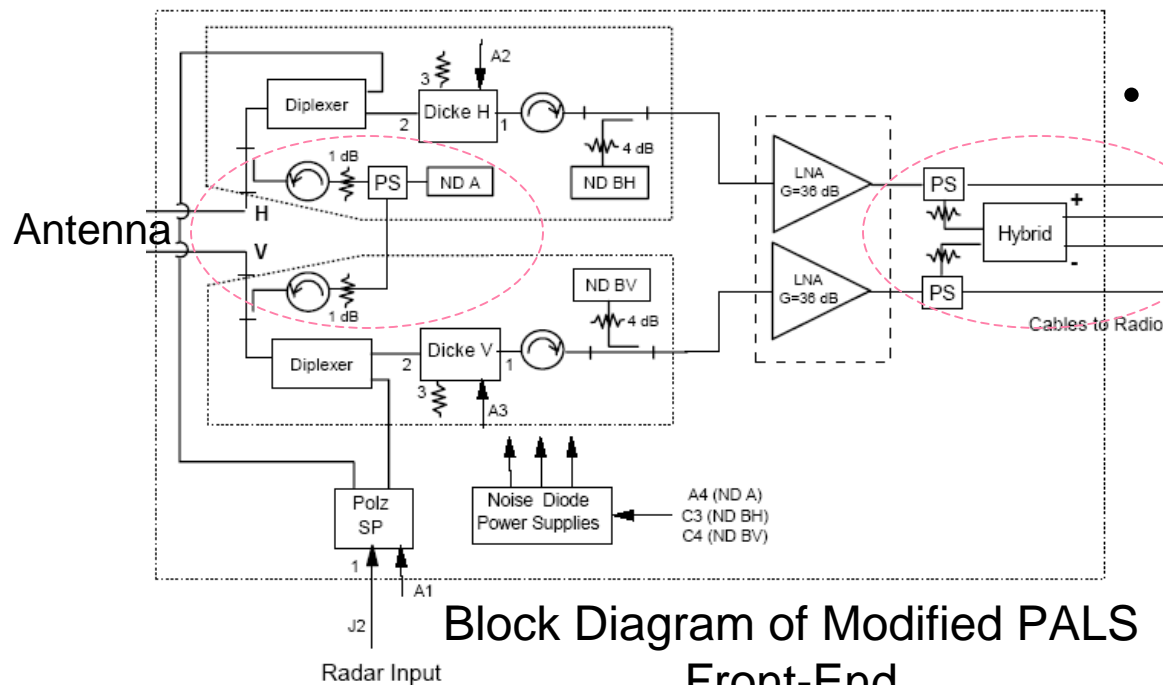 A2
3
Diplexer
Dicke H
2
1
1 dB
4 dB
PS
ND A
ND BH
LNA
G=36 dB
PS
+
Hybrid
-
Antenna
H
V
ND BV
LNA
G=36 dB
PS
1 dB
4 dB
Cables to Radio
Diplexer
2
Dicke V
1
3
A3
Polz
SP
Noise Diode
Power Supplies
A4 (ND A)
C3 (ND BH)
C4 (ND BV)
1
A1
J2
Block Diagram of Modified PALS
Front-End
Radar Input